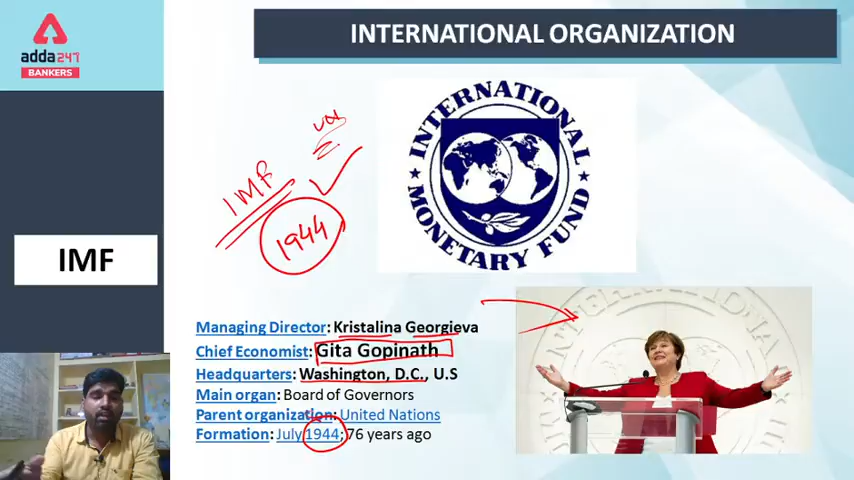 adda247
BANKERS
INTERNATIONAL ORGANIZATION
INTERNATIONAL
MONETARY FUND
IMF
1944
IMF
Managing Director: Kristalina Georgieva
Chief Economist: Gita Gopinath
Headquarters: Washington, D.C., U.S
Main organ: Board of Governors
Parent organization: United Nations
Formation: July 1944; 76 years ago